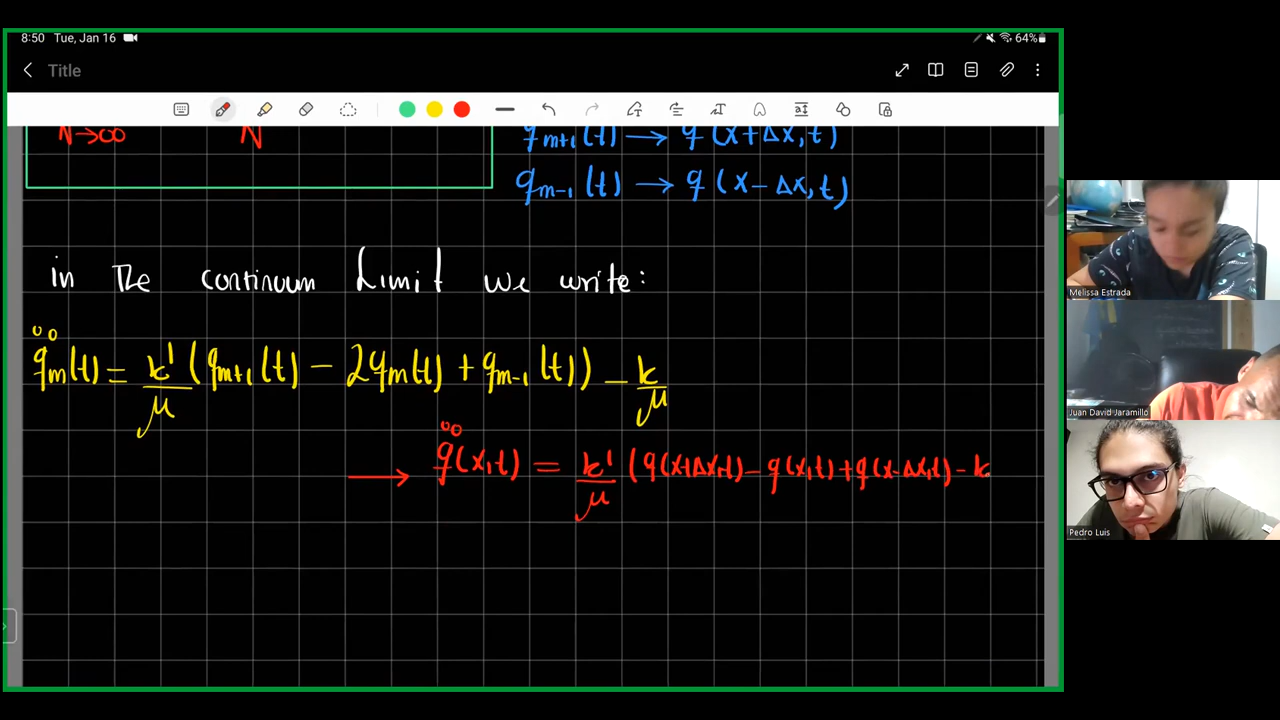 8:50 Tue, Jan 16 64%
Title
N→∞ N
q_{m+1}(t) → q(x+Δx,t)
q_{m-1}(t) → q(x-Δx,t)
in The continuum Limit we write:
q̈_m(t) = k'/μ (q_{m+1}(t) - 2q_m(t) + q_{m-1}(t)) - k/μ
→ q̈(x,t) = k'/μ (q(x+Δx,t) - q(x,t) + q(x-Δx,t) - k
Melissa Estrada
Juan David Jaramillo
Pedro Luis